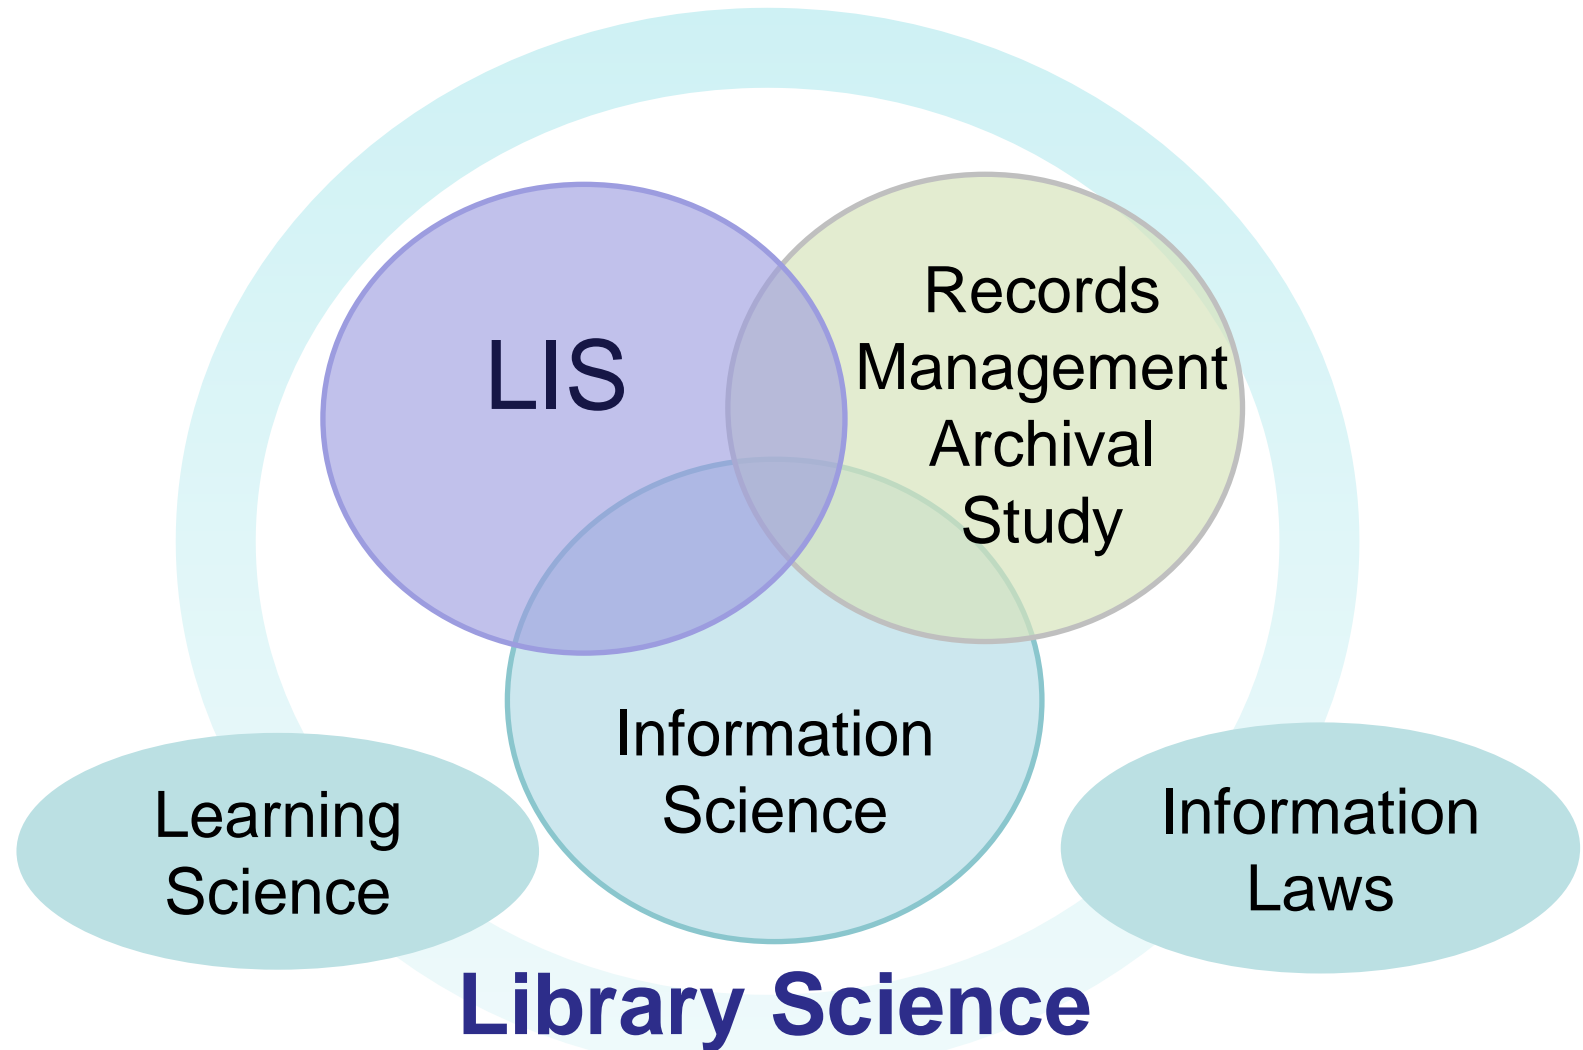 LIS
Records
Management
Archival
Study
Information
Science
Learning
Science
Information
Laws
Library Science